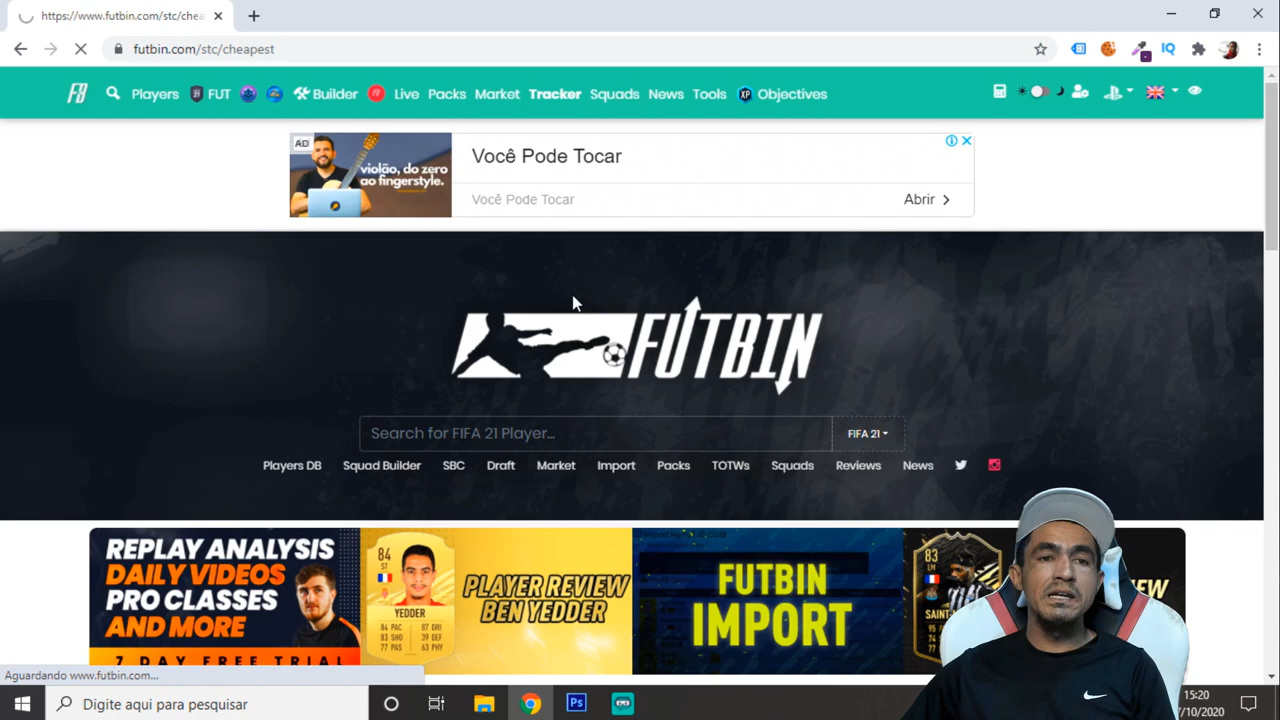 https://www.futbin.com/stc/chea
futbin.com/stc/cheapest
IQ
FB Players FUT Builder Live Packs Market Tracker Squads News Tools XP Objectives
AD
violão, do zero
ao fingerstyle.
Você Pode Tocar
Você Pode Tocar
Abrir
FUTBIN
Search for FIFA 21 Player...
FIFA 21
Players DB Squad Builder SBC Draft Market Import Packs TOTWs Squads Reviews News
REPLAY ANALYSIS
DAILY VIDEOS
PRO CLASSES
AND MORE
7 DAY FREE TRIAL
84
ST
YEDDER
84 PAC 87 DRI
83 SHO 39 DEF
77 PAS 63 PHY
PLAYER REVIEW
BEN YEDDER
FUTBIN
IMPORT
83
LM
SAINT-M
Aguardando www.futbin.com...
Digite aqui para pesquisar
Ps
15:20
7/10/2020